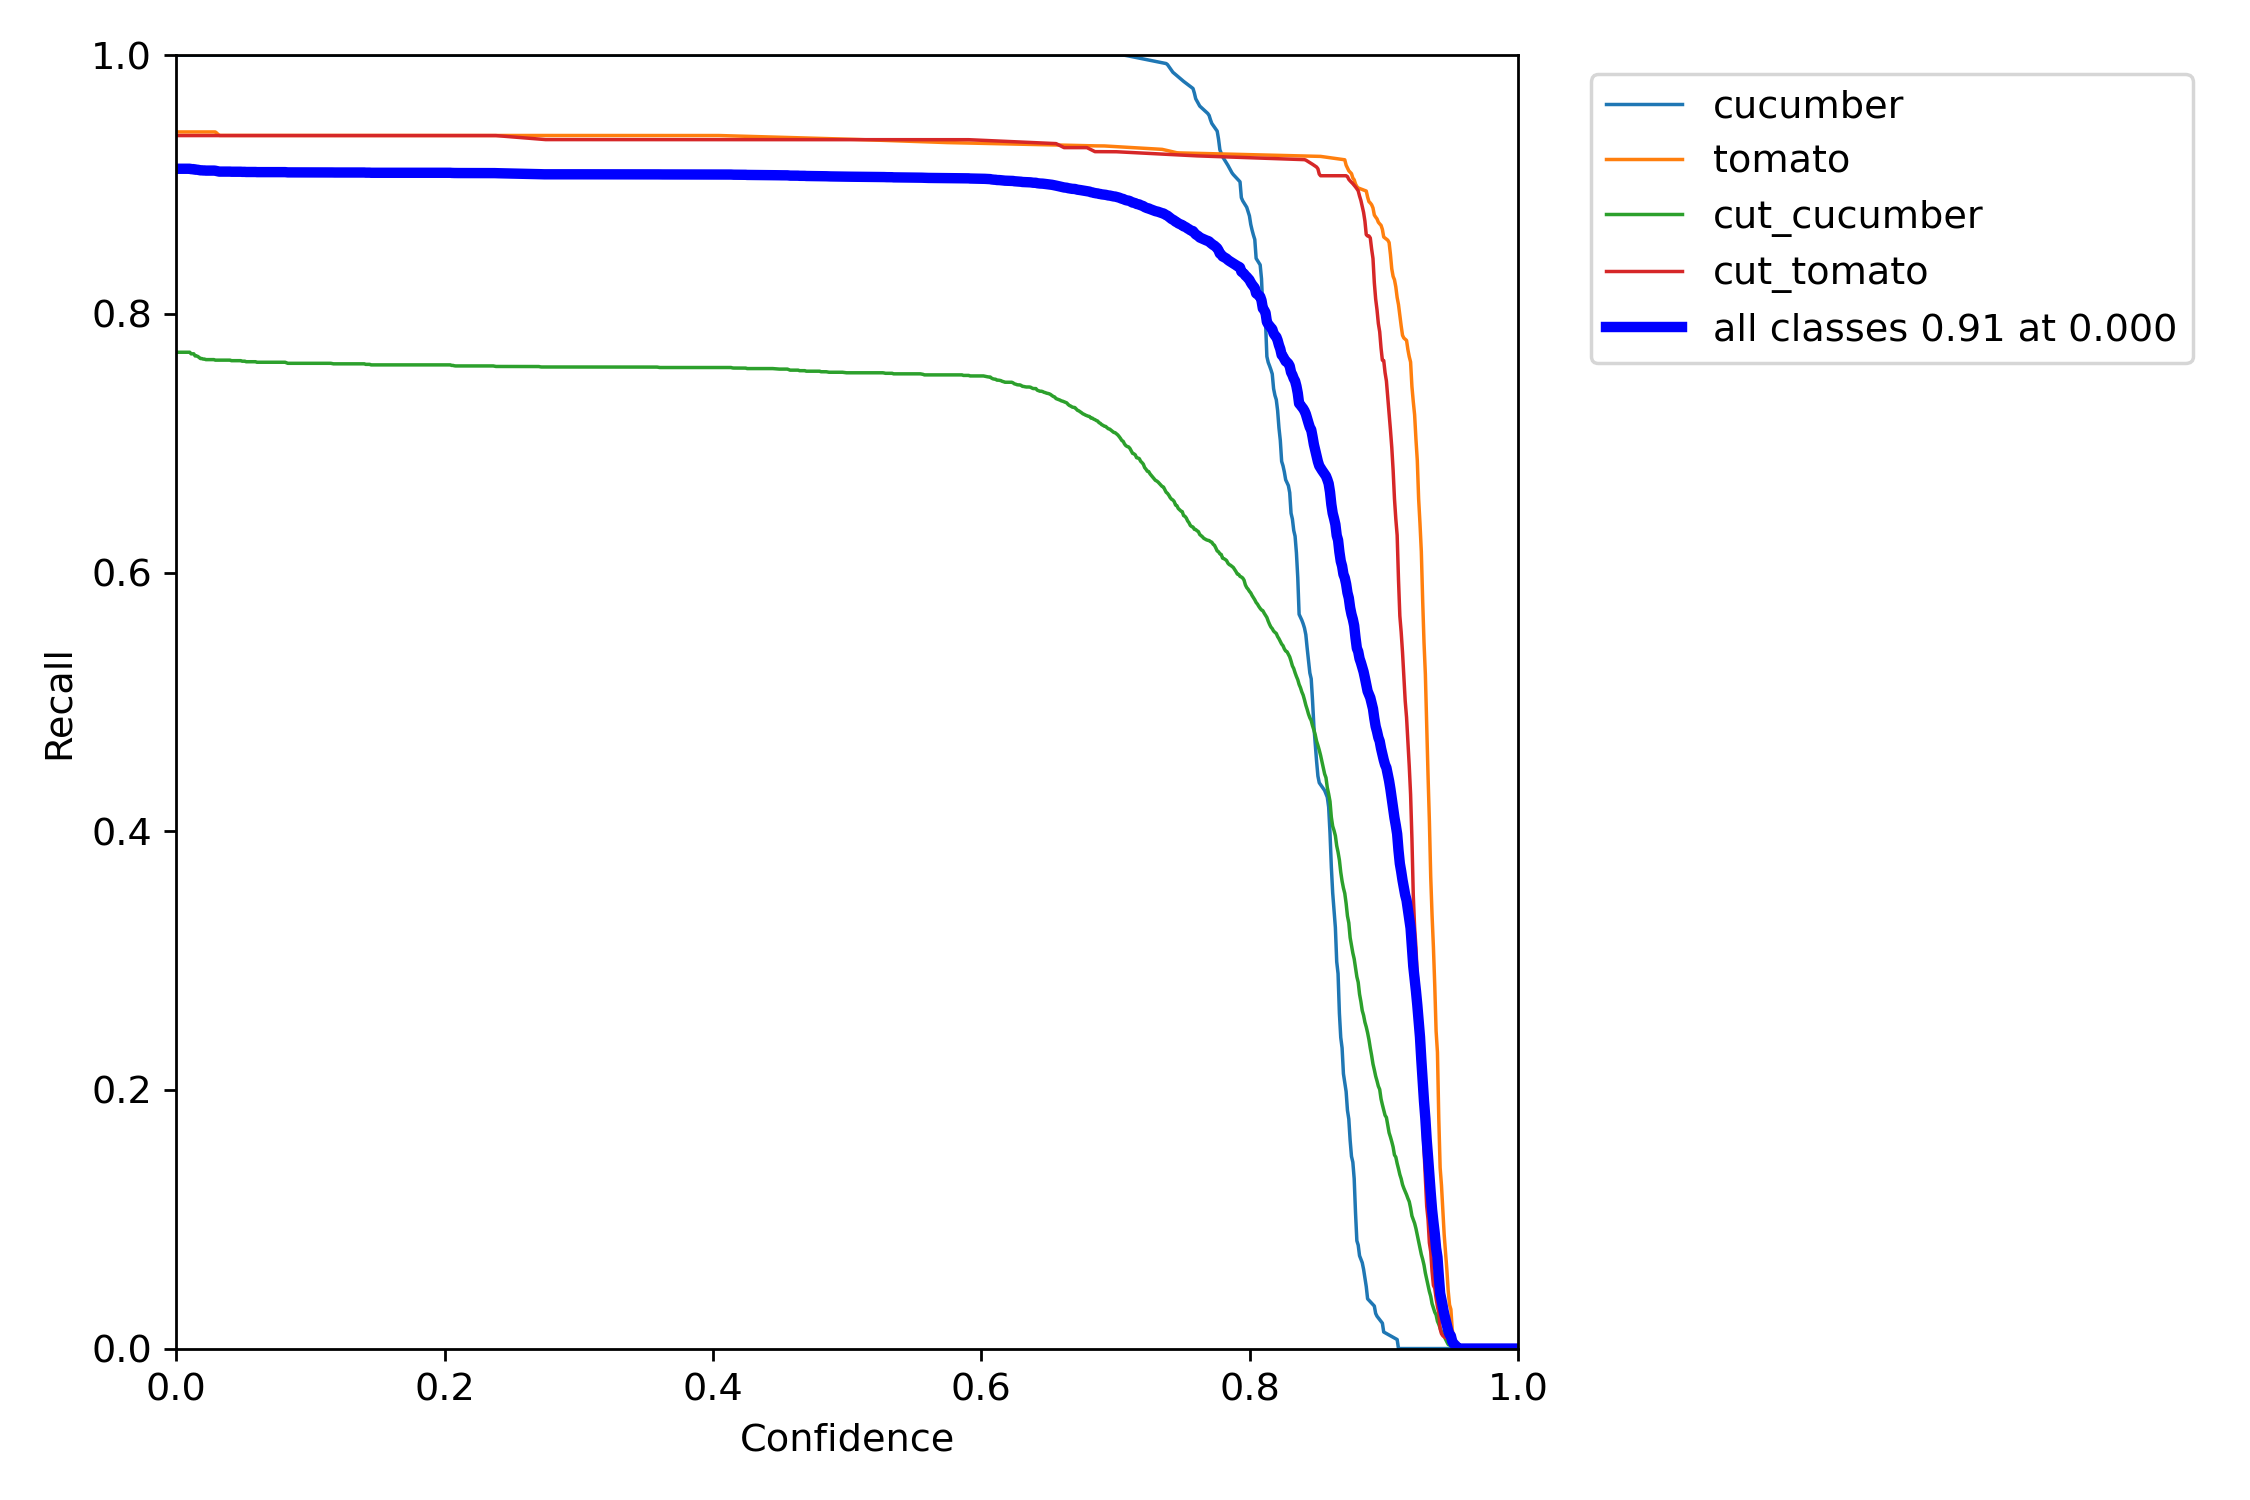 1.0
0.8
0.6
0.4
0.2
0.0
0.0 0.2 0.4 0.6 0.8 1.0
Recall
Confidence
cucumber
tomato
cut_cucumber
cut_tomato
all classes 0.91 at 0.000